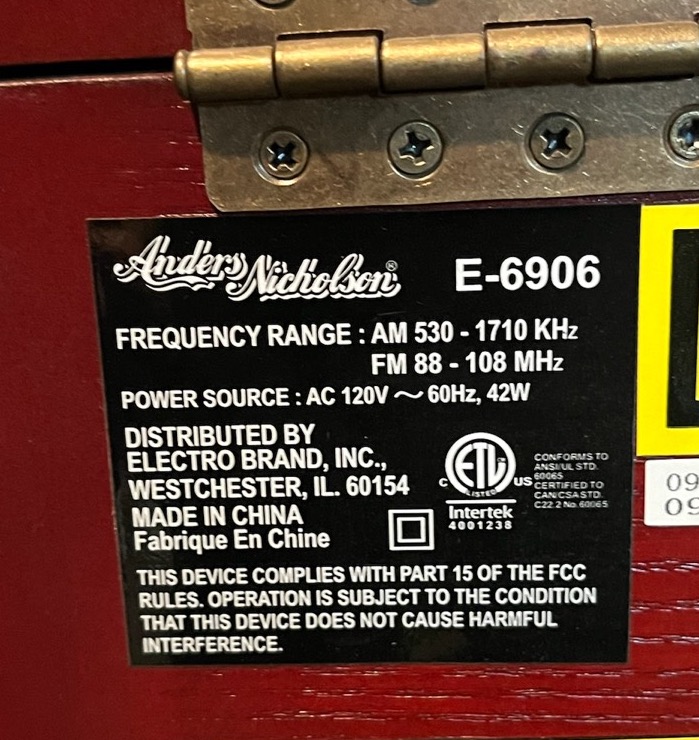 Anders Nicholson® E-6906
FREQUENCY RANGE : AM 530 - 1710 KHz
FM 88 - 108 MHz
POWER SOURCE : AC 120V ~ 60Hz, 42W
DISTRIBUTED BY
ELECTRO BRAND, INC.,
WESTCHESTER, IL. 60154
MADE IN CHINA
Fabrique En Chine
C ETL US
LISTED
Intertek
4001238
CONFORMS TO
ANSI/UL STD.
60065
CERTIFIED TO
CAN/CSA STD.
C22.2 No. 60065
THIS DEVICE COMPLIES WITH PART 15 OF THE FCC
RULES. OPERATION IS SUBJECT TO THE CONDITION
THAT THIS DEVICE DOES NOT CAUSE HARMFUL
INTERFERENCE.
09
09